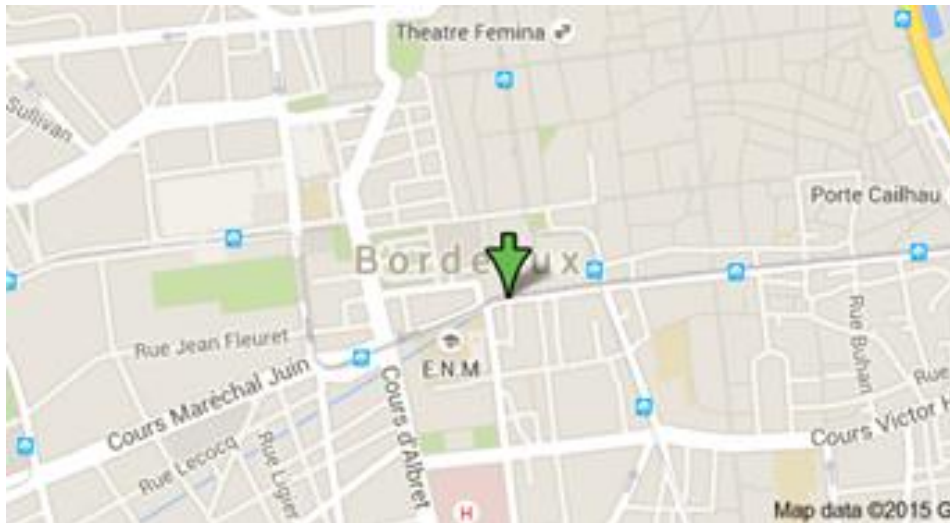 Theatre Femina
Sullivan
Porte Cailhau
Bordeaux
Rue Jean Fleuret
E.N.M
Rue Buhan
Rue
Cours Maréchal Juin
Cours d'Albret
Cours Victor H
Rue Lecocq
Rue Ligier
H
Map data ©2015 G